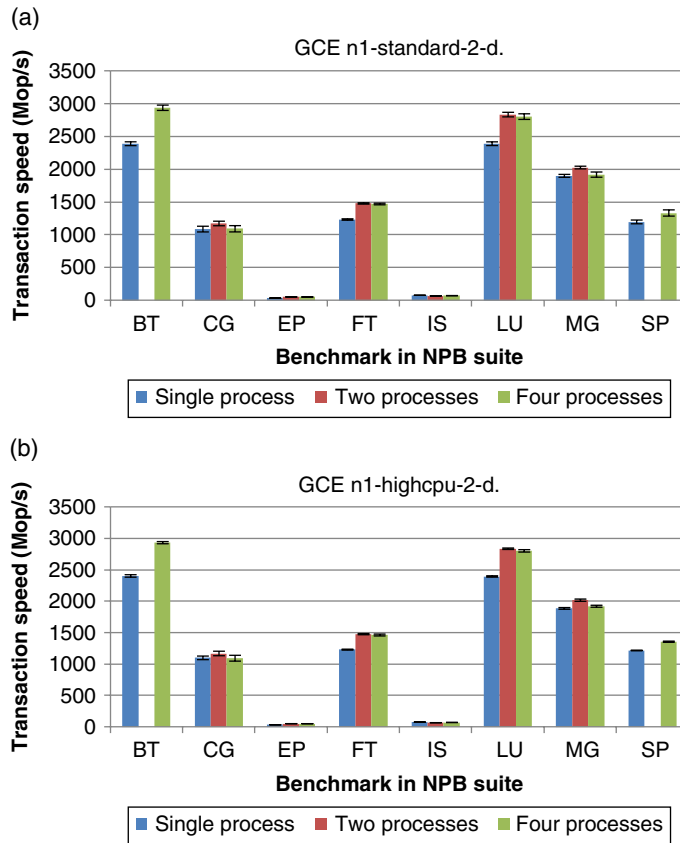 (a)
GCE n1-standard-2-d.
Transaction speed (Mop/s)
3500
3000
2500
2000
1500
1000
500
0
BT CG EP FT IS LU MG SP
Benchmark in NPB suite
Single process Two processes Four processes
(b)
GCE n1-highcpu-2-d.
Transaction speed (Mop/s)
3500
3000
2500
2000
1500
1000
500
0
BT CG EP FT IS LU MG SP
Benchmark in NPB suite
Single process Two processes Four processes